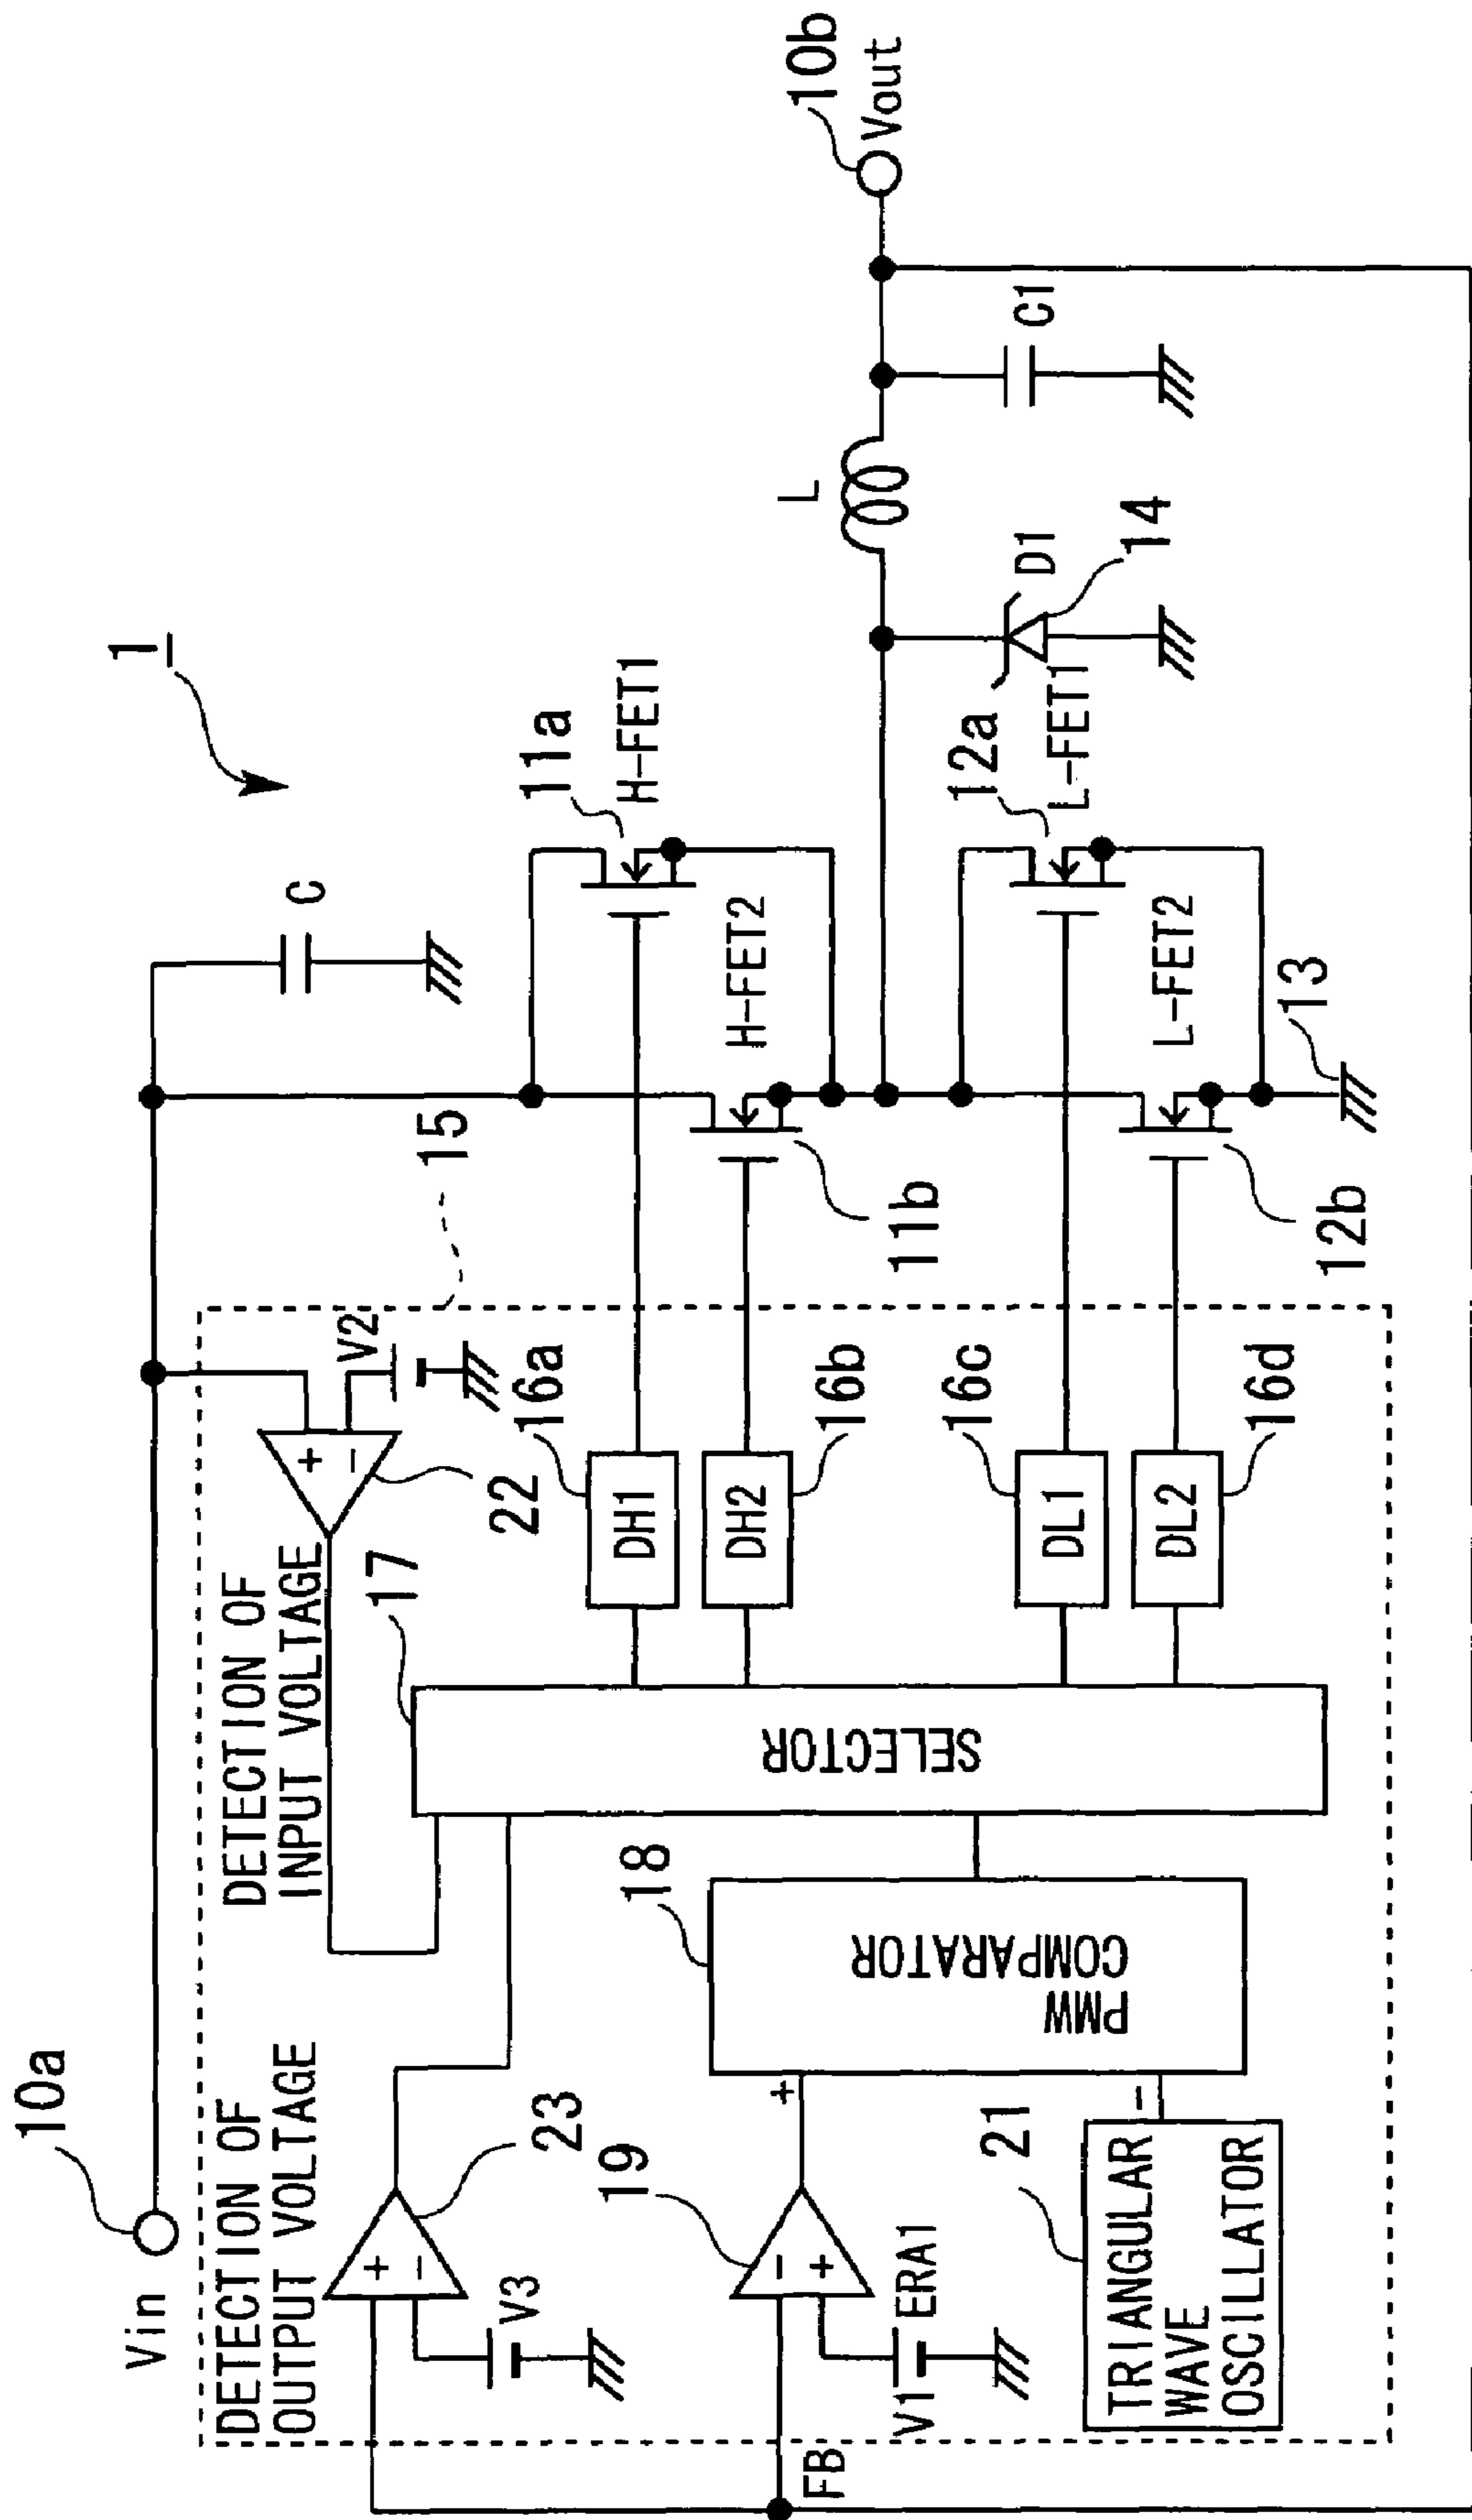 1
10a
Vin
C
15
DETECTION OF
INPUT VOLTAGE
V2
22
17
DETECTION OF
OUTPUT VOLTAGE
23
V3
16a
DH1
11a
H-FET1
16b
DH2
H-FET2
11b
SELECTOR
18
PMW
COMPARATOR
+
-
+
-
+
-
19
-
+
ERA1
V1
FB
21
-
TRIANGULAR
WAVE
OSCILLATOR
16c
DL1
12a
L-FET1
16d
DL2
L-FET2
12b
13
L
D1
14
C1
10b
Vout